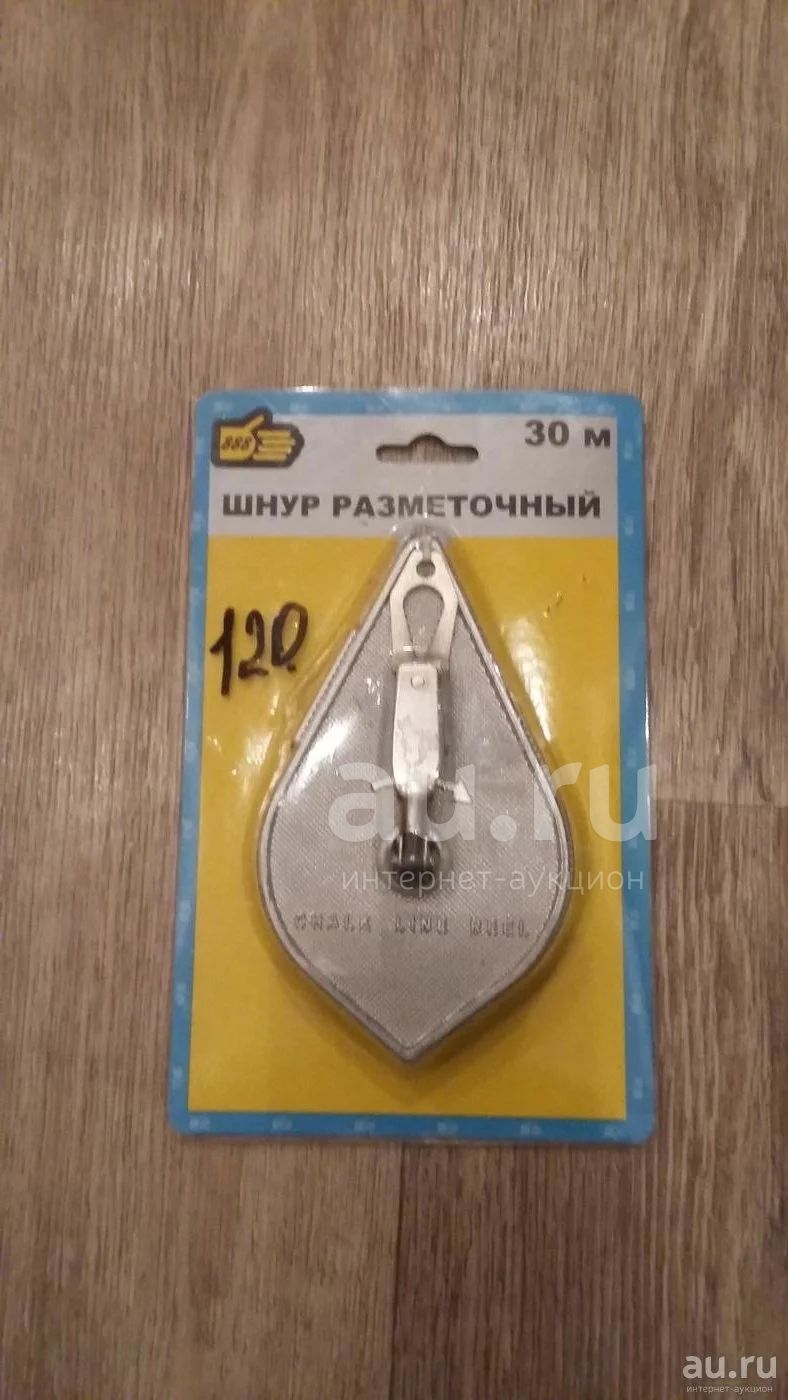 888
30 м
ШНУР РАЗМЕТОЧНЫЙ
120
au.ru
интернет-аукцион
CHALK LINE REEL
au.ru
интернет-аукцион